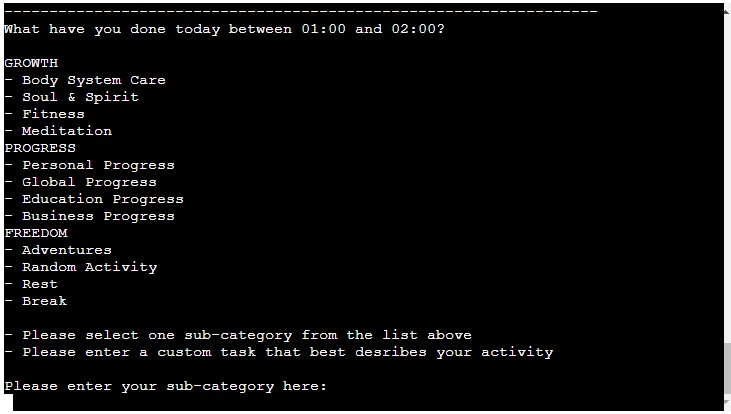 ------------------------------------------------------------------
What have you done today between 01:00 and 02:00?
GROWTH
- Body System Care
- Soul & Spirit
- Fitness
- Meditation
PROGRESS
- Personal Progress
- Global Progress
- Education Progress
- Business Progress
FREEDOM
- Adventures
- Random Activity
- Rest
- Break
- Please select one sub-category from the list above
- Please enter a custom task that best desribes your activity
Please enter your sub-category here: